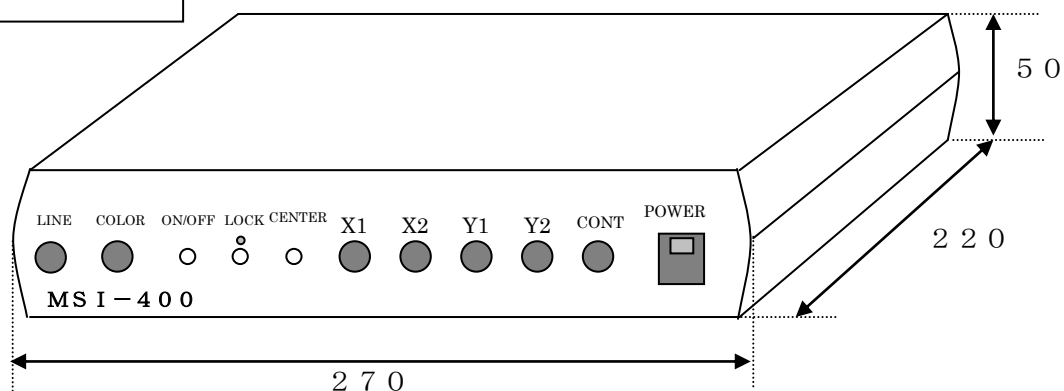 ５０
LINE COLOR ON/OFF LOCK CENTER X1 X2 Y1 Y2 CONT POWER
２２０
ＭＳＩ－４００
２７０